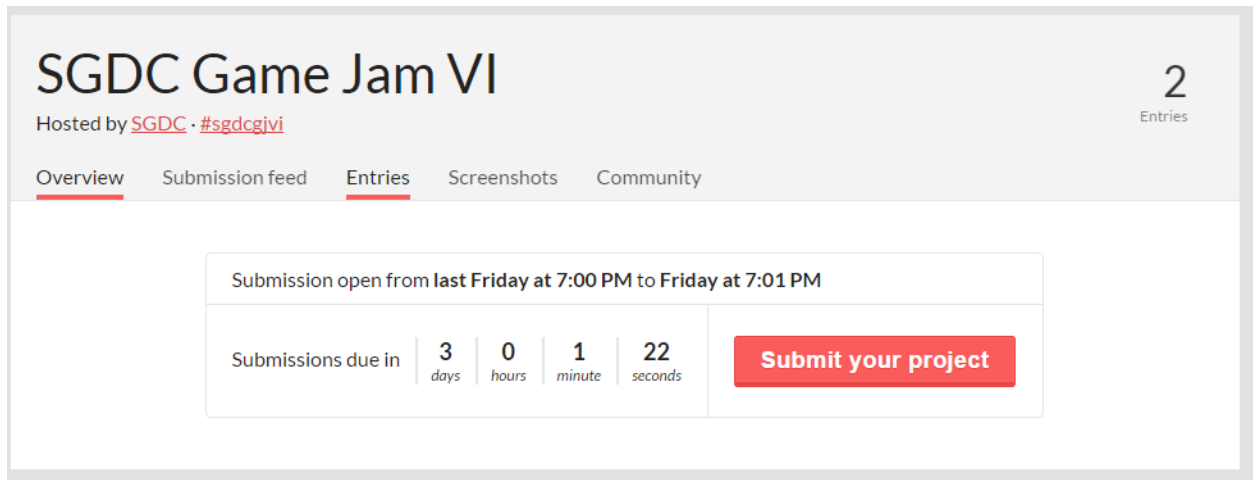 SGDC Game Jam VI
2
Entries
Hosted by SGDC · #sgdcgjvi
Overview Submission feed Entries Screenshots Community
Submission open from last Friday at 7:00 PM to Friday at 7:01 PM
Submissions due in 3 days 0 hours 1 minute 22 seconds
Submit your project